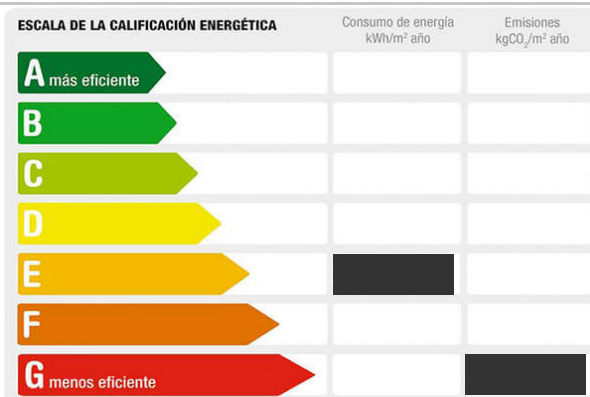 ESCALA DE LA CALIFICACIÓN ENERGÉTICA
Consumo de energía
kWh/m² año
Emisiones
kgCO₂/m² año
A más eficiente
B
C
D
E
F
G menos eficiente